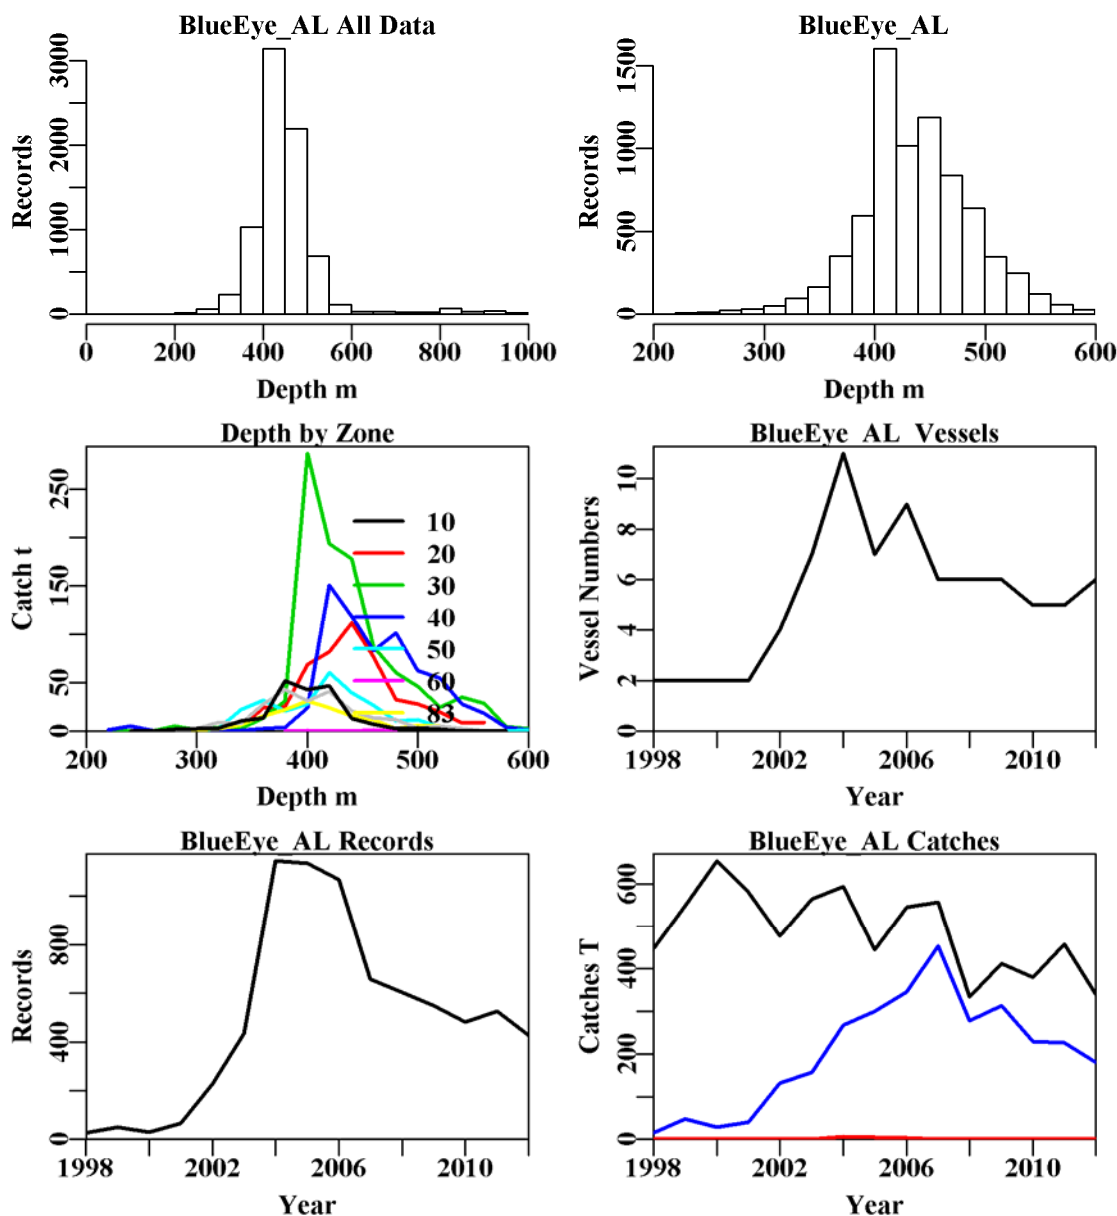 BlueEye_AL All Data
Records
0 1000 2000 3000
0 200 400 600 800 1000
Depth m
BlueEye_AL
Records
0 500 1000 1500
200 300 400 500 600
Depth m
Depth by Zone
Catch t
0 50 150 250
10
20
30
40
50
60
83
200 300 400 500 600
Depth m
BlueEye_AL Vessels
Vessel Numbers
2 4 6 8 10
1998 2002 2006 2010
Year
BlueEye_AL Records
Records
0 400 800
1998 2002 2006 2010
Year
BlueEye_AL Catches
Catches T
0 200 400 600
1998 2002 2006 2010
Year